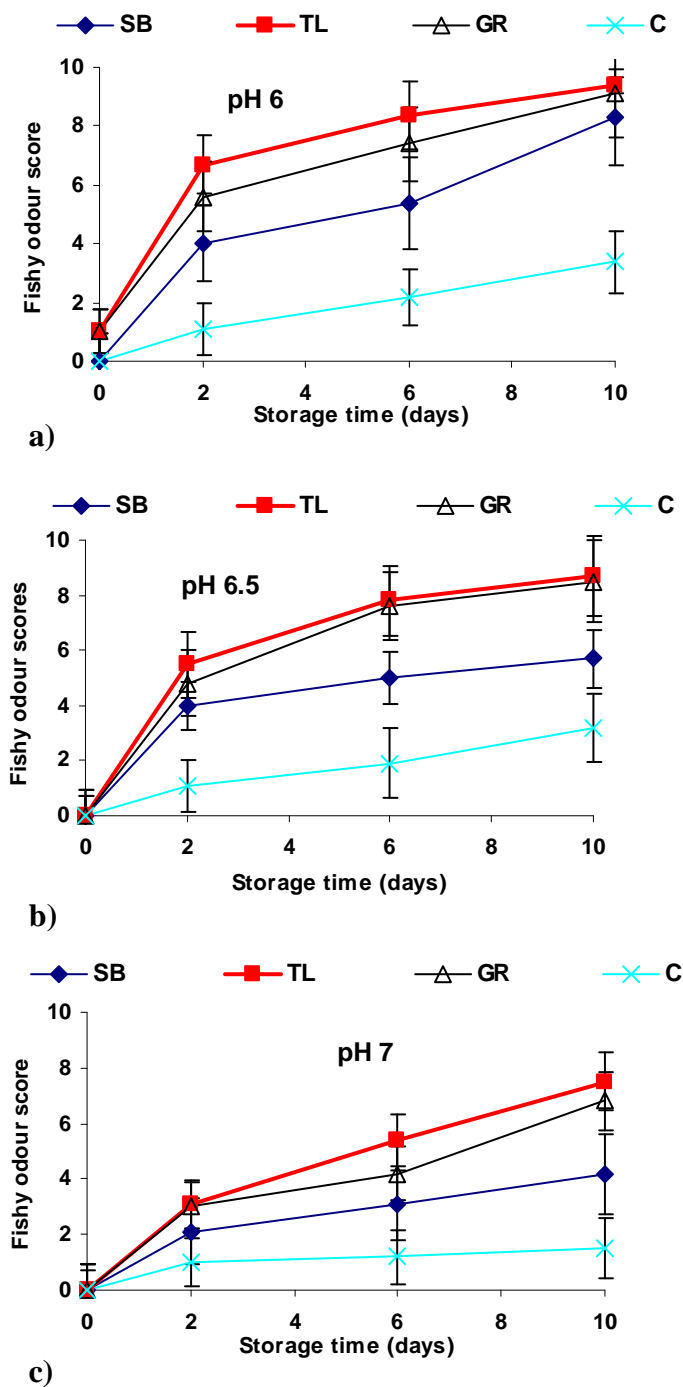 SB TL GR C
10
8
6
4
2
0
Fishy odour score
pH 6
0 2 4 6 8 10
Storage time (days)
a)
SB TL GR C
10
8
6
4
2
0
Fishy odour scores
pH 6.5
0 2 4 6 8 10
Storage time (days)
b)
SB TL GR C
10
8
6
4
2
0
Fishy odour score
pH 7
0 2 4 6 8 10
Storage time (days)
c)